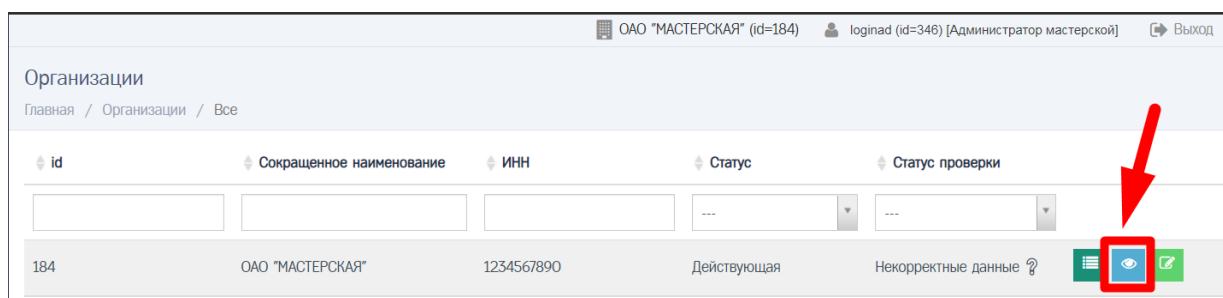 ОАО "МАСТЕРСКАЯ" (id=184) loginad (id=346) [Администратор мастерской] Выход
Организации
Главная / Организации / Все
id Сокращенное наименование ИНН Статус Статус проверки
--- ---
184 ОАО "МАСТЕРСКАЯ" 1234567890 Действующая Некорректные данные ?